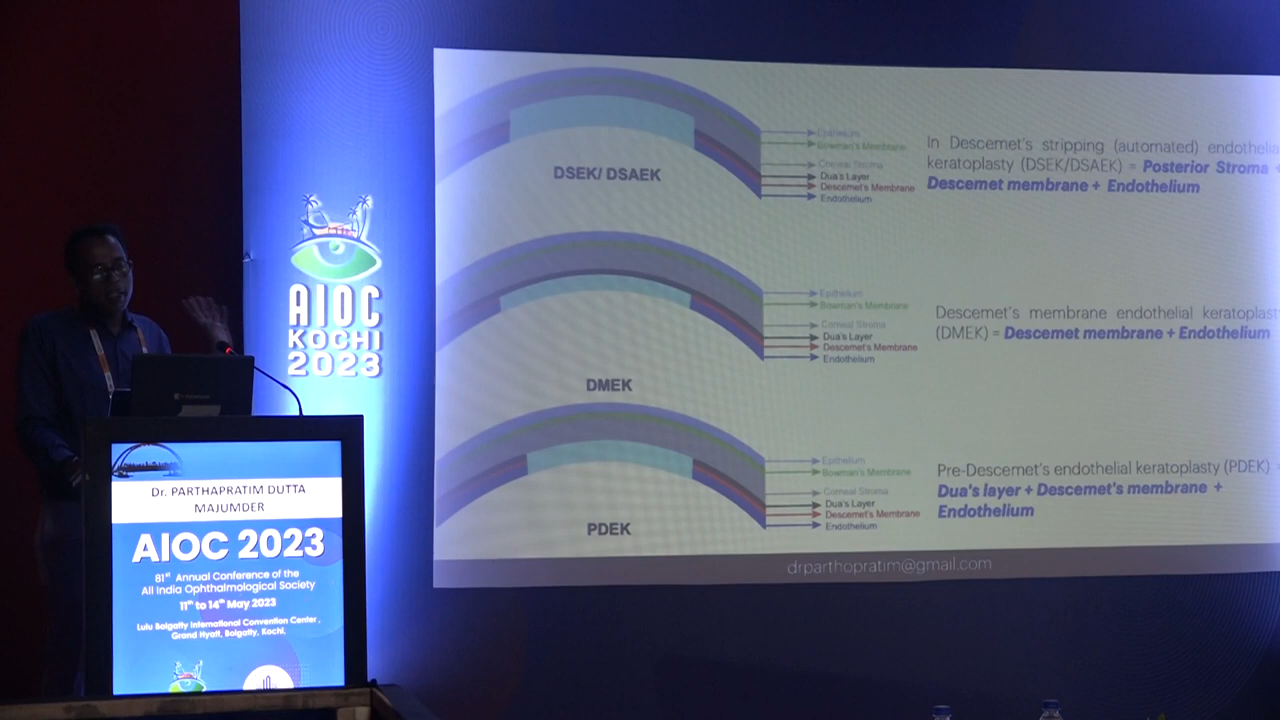 AIOC
KOCHI
2023
Dr. PARTHAPRATIM DUTTA
MAJUMDER
AIOC 2023
81st Annual Conference of the
All India Ophthalmological Society
11th to 14th May 2023
Lulu Bolgatty International Convention Center,
Grand Hyatt, Bolgatty, Kochi,
DSEK/ DSAEK
Epithelium
Bowman's Membrane
Corneal Stroma
Dua's Layer
Descemet's Membrane
Endothelium
In Descemet's stripping (automated) endothelia
keratoplasty (DSEK/DSAEK) = Posterior Stroma +
Descemet membrane + Endothelium
DMEK
Epithelium
Bowman's Membrane
Corneal Stroma
Dua's Layer
Descemet's Membrane
Endothelium
Descemet's membrane endothelial keratoplast
(DMEK) = Descemet membrane + Endothelium
PDEK
Epithelium
Bowman's Membrane
Corneal Stroma
Dua's Layer
Descemet's Membrane
Endothelium
Pre-Descemet's endothelial keratoplasty (PDEK)
Dua's layer + Descemet's membrane +
Endothelium
drparthopratim@gmail.com